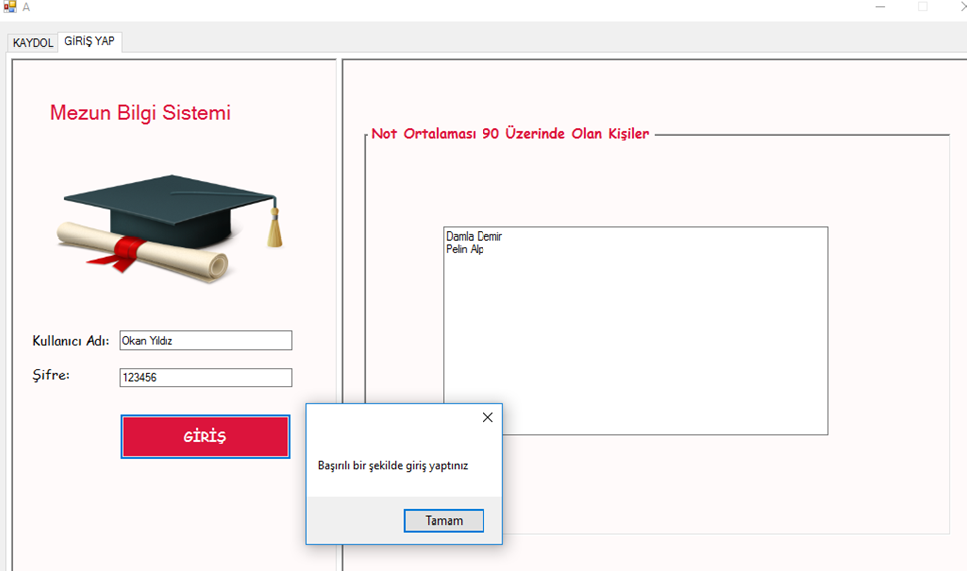 A
KAYDOL
GİRİŞ YAP
Mezun Bilgi Sistemi
Not Ortalaması 90 Üzerinde Olan Kişiler
Damla Demir
Pelin Alp
Kullanıcı Adı:
Okan Yıldız
Şifre:
123456
GİRİŞ
Başırılı bir şekilde giriş yaptınız
Tamam